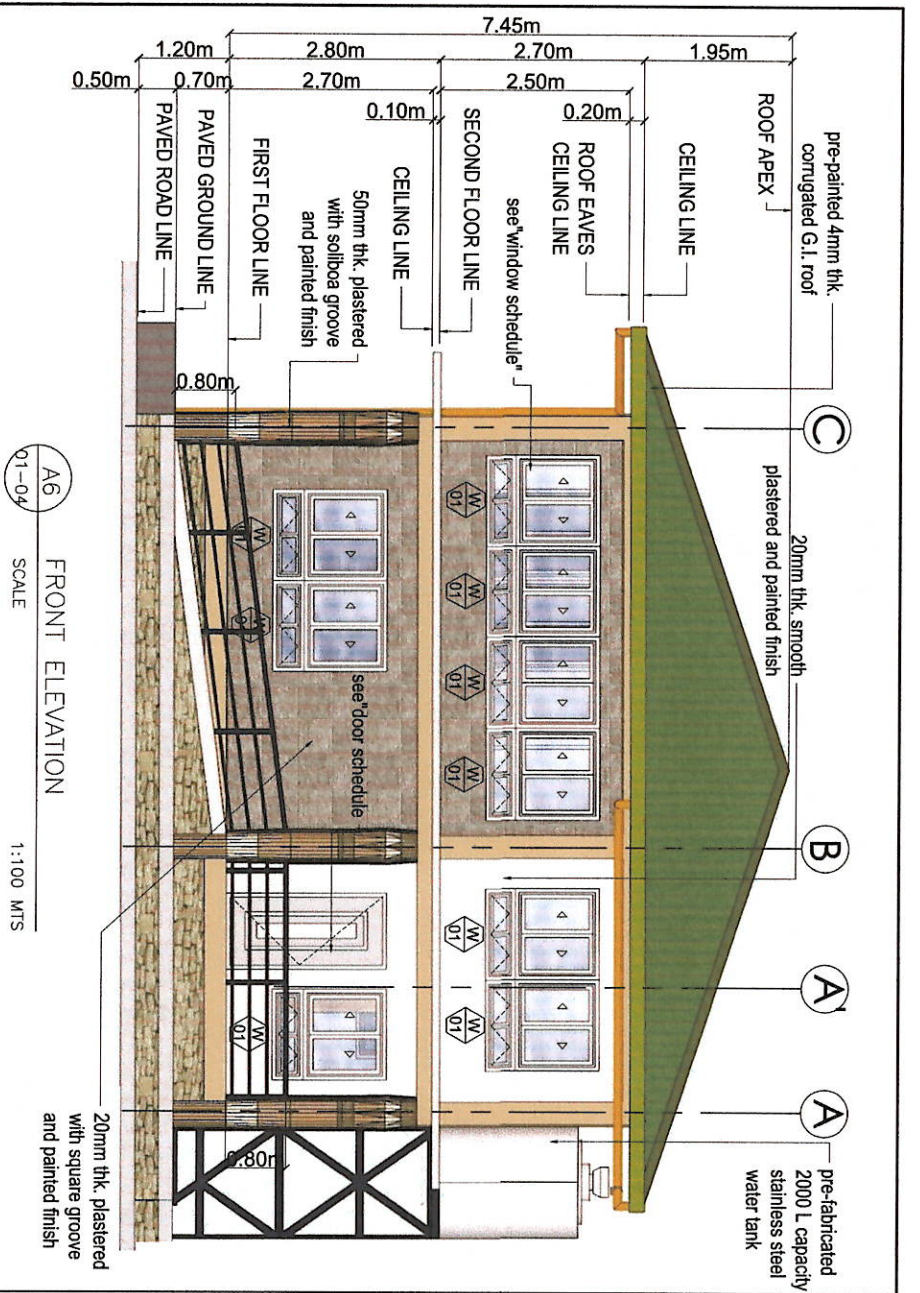 7.45m
1.20m
2.80m
2.70m
1.95m
0.50m
0.70m
2.70m
2.50m
0.10m
0.20m
ROOF APEX
CEILING LINE
ROOF EAVES
CEILING LINE
SECOND FLOOR LINE
CEILING LINE
FIRST FLOOR LINE
PAVED GROUND LINE
PAVED ROAD LINE
pre-painted 4mm thk.
corrugated G.I. roof
see"window schedule"
50mm thk. plastered
with soliboa groove
and painted finish
0.80m
C
B
A'
A
20mm thk. smooth
plastered and painted finish
pre-fabricated
2000 L capacity
stainless steel
water tank
W
01
W
01
W
01
W
01
W
01
W
01
W
01
W
01
W
01
see"door schedule
0.80m
20mm thk. plastered
with square groove
and painted finish
A6
01-04
FRONT ELEVATION
SCALE
1:100 MTS